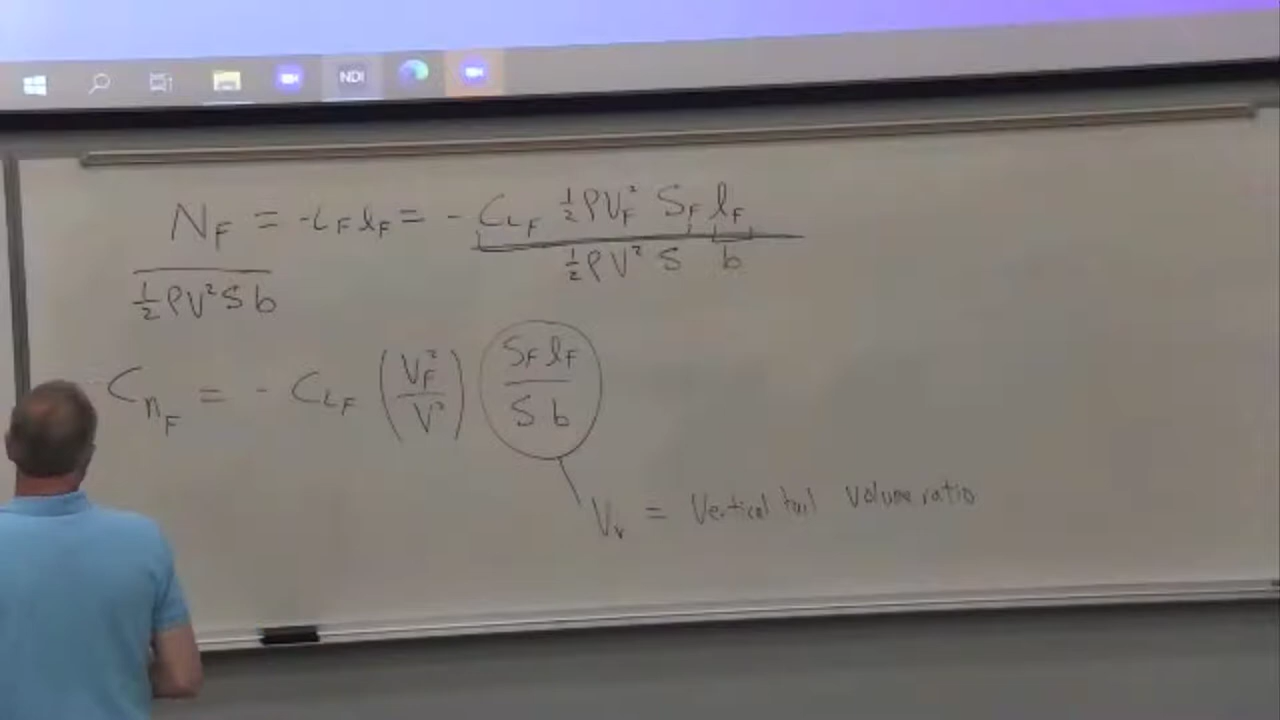 NDI
N_F = -L_F l_F = - C_{L_F} ½ρV_F² S_F l_F
½ρV²S b
½ρV² S b
C_{n_F} = - C_{L_F} (V_F²/V²) S_F l_F / S b
V_v = Vertical tail Volume ratio